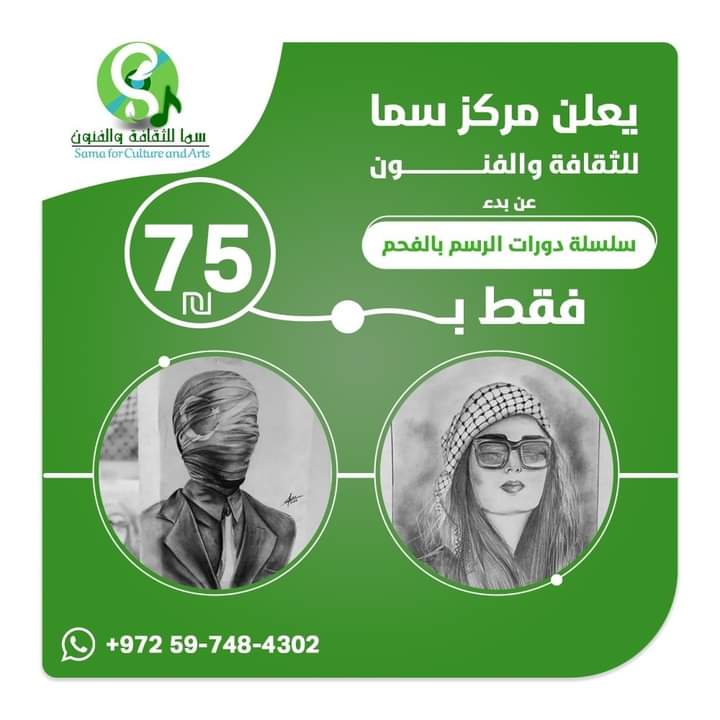 سما للثقافة والفنون
Sama for Culture and Arts
يعلن مركز سما
للثقافة والفنـــــــــون
عن بدء
سلسلة دورات الرسم بالفحم
فقط بـ
75
₪
+972 59-748-4302